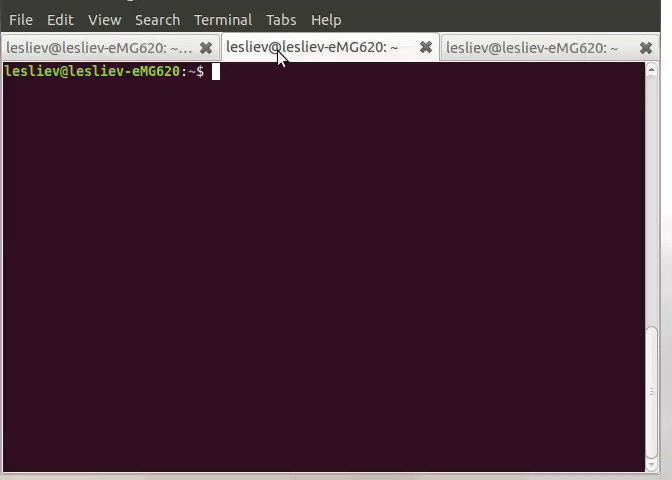 File Edit View Search Terminal Tabs Help
lesliev@lesliev-eMG620: ~... lesliev@lesliev-eMG620: ~ lesliev@lesliev-eMG620: ~
lesliev@lesliev-eMG620:~$